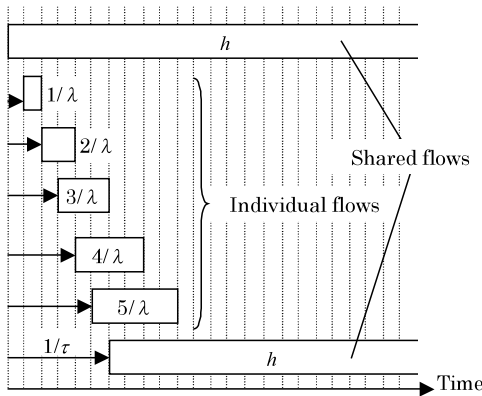 h
1/λ
2/λ
Shared flows
3/λ
Individual flows
4/λ
5/λ
1/τ
h
Time